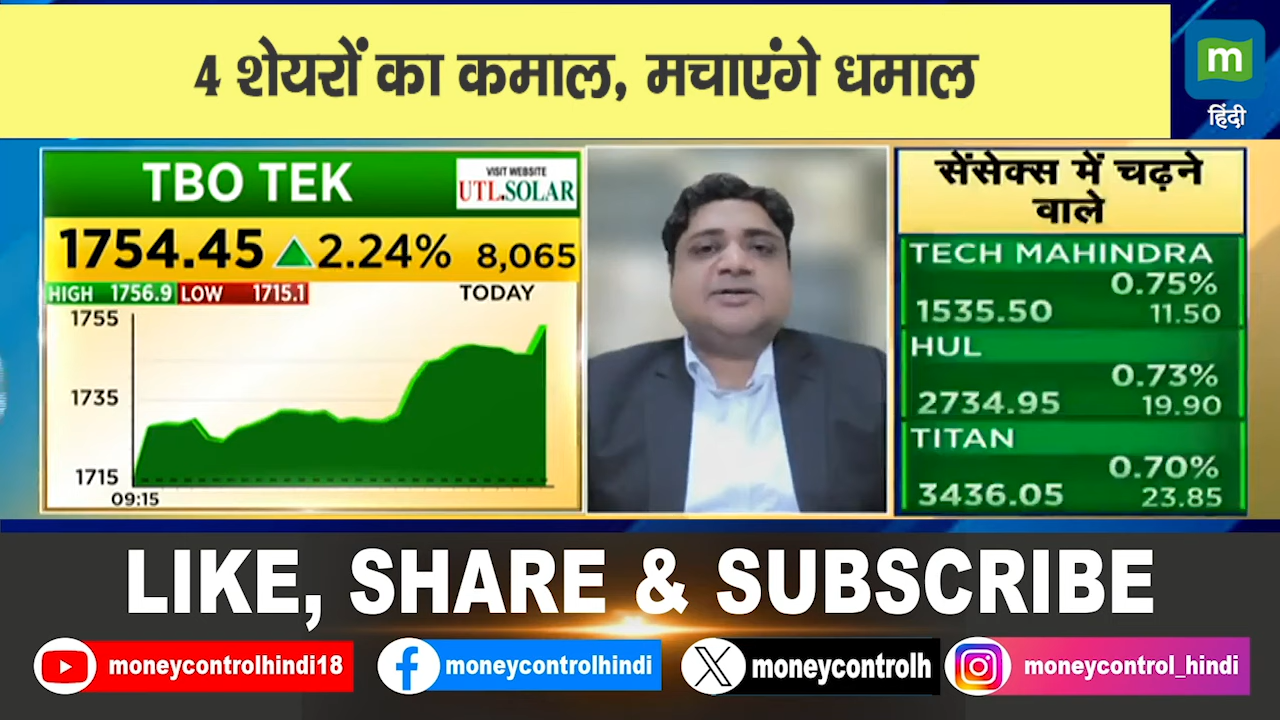 4 शेयरों का कमाल, मचाएंगे धमाल
m
हिंदी
TBO TEK
VISIT WEBSITE
UTL.SOLAR
1754.45 ▲ 2.24% 8,065
HIGH 1756.9 LOW 1715.1 TODAY
1755
1735
1715
09:15
सेंसेक्स में चढ़ने
वाले
TECH MAHINDRA
0.75%
1535.50 11.50
HUL
0.73%
2734.95 19.90
TITAN
0.70%
3436.05 23.85
LIKE, SHARE & SUBSCRIBE
moneycontrolhindi18 moneycontrolhindi moneycontrolh moneycontrol_hindi